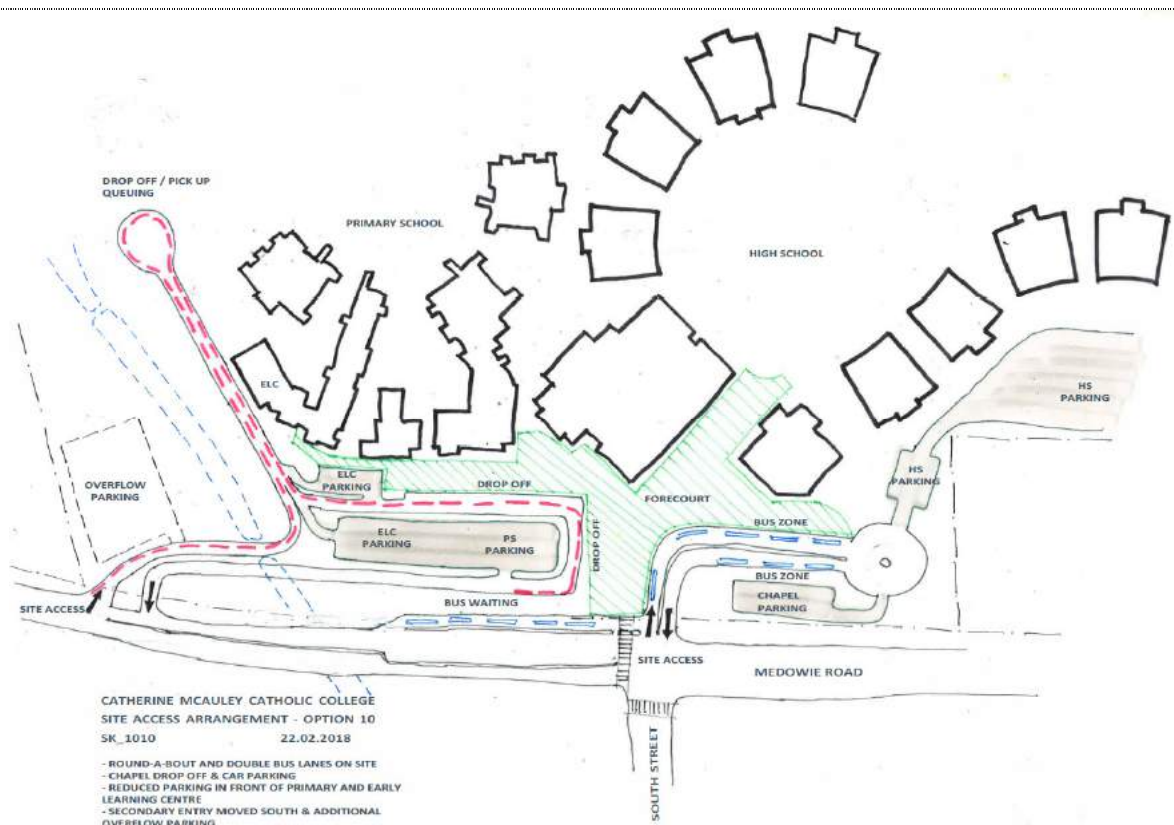 DROP OFF / PICK UP
QUEUING
PRIMARY SCHOOL
HIGH SCHOOL
ELC
HS
PARKING
HS
PARKING
OVERFLOW
PARKING
ELC
PARKING
DROP OFF
FORECOURT
BUS ZONE
ELC
PARKING
PS
PARKING
DROP OFF
BUS ZONE
CHAPEL
PARKING
SITE ACCESS
BUS WAITING
SITE ACCESS
MEDOWIE ROAD
SOUTH STREET
CATHERINE MCAULEY CATHOLIC COLLEGE
SITE ACCESS ARRANGEMENT - OPTION 10
SK_1010 22.02.2018
- ROUND-A-BOUT AND DOUBLE BUS LANES ON SITE
- CHAPEL DROP OFF & CAR PARKING
- REDUCED PARKING IN FRONT OF PRIMARY AND EARLY
LEARNING CENTRE
- SECONDARY ENTRY MOVED SOUTH & ADDITIONAL
OVERFLOW PARKING